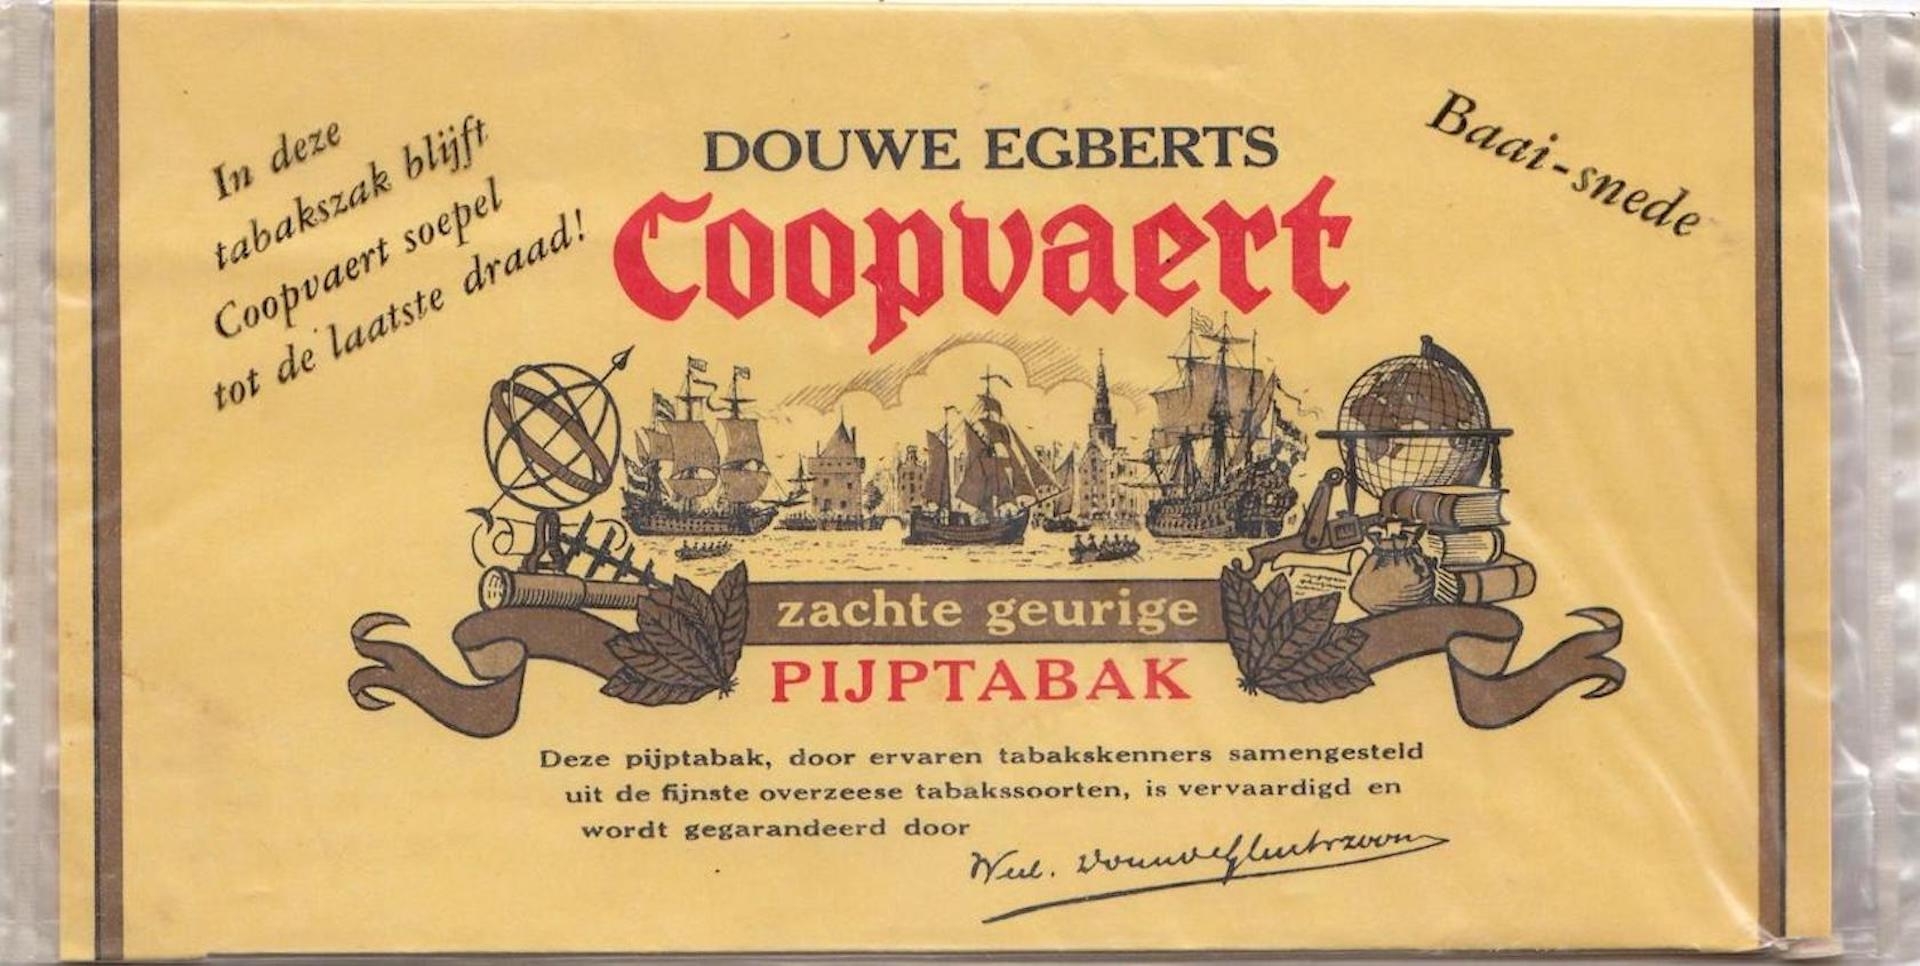 In deze
tabakszak blijft
Coopvaert soepel
tot de laatste draad!
DOUWE EGBERTS
Coopvaert
Baai-snede
zachte geurige
PIJPTABAK
Deze pijptabak, door ervaren tabakskenners samengesteld
uit de fijnste overzeese tabakssoorten, is vervaardigd en
wordt gegarandeerd door
Wed.